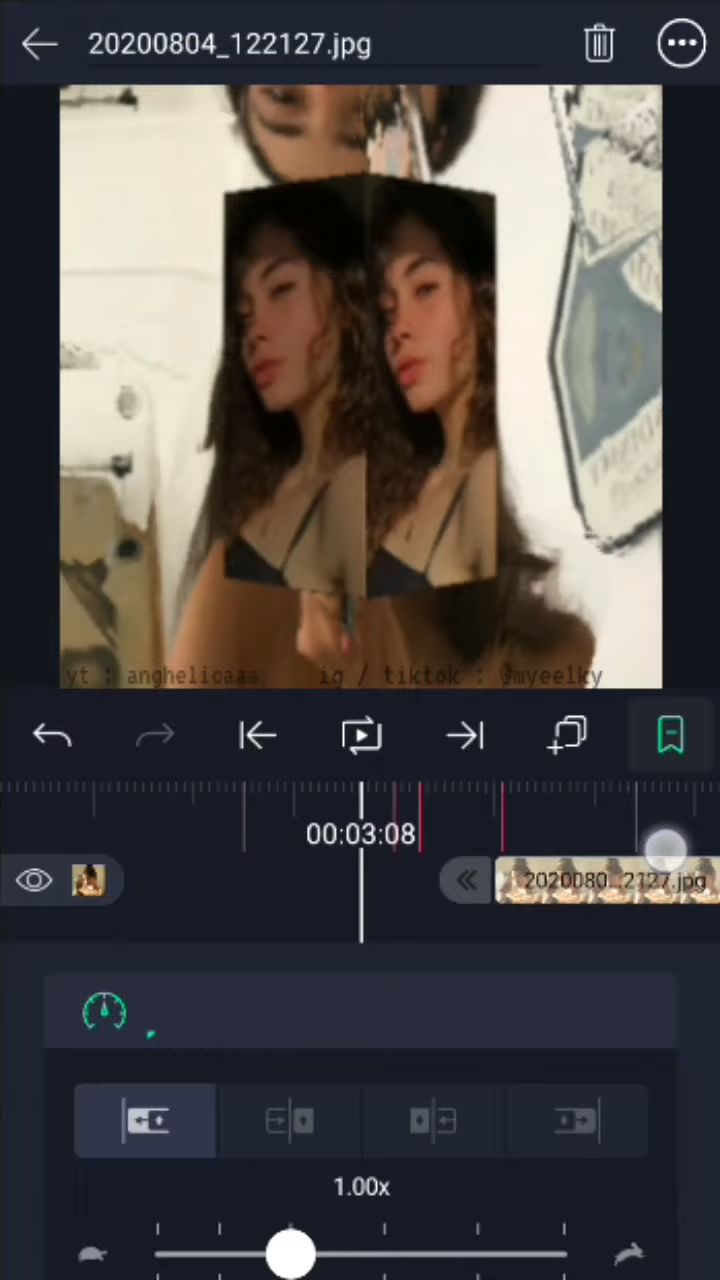 20200804_122127.jpg
yt : anghelicaaa ig / tiktok : @myeelky
00:03:08
2020080...2127.jpg
1.00x